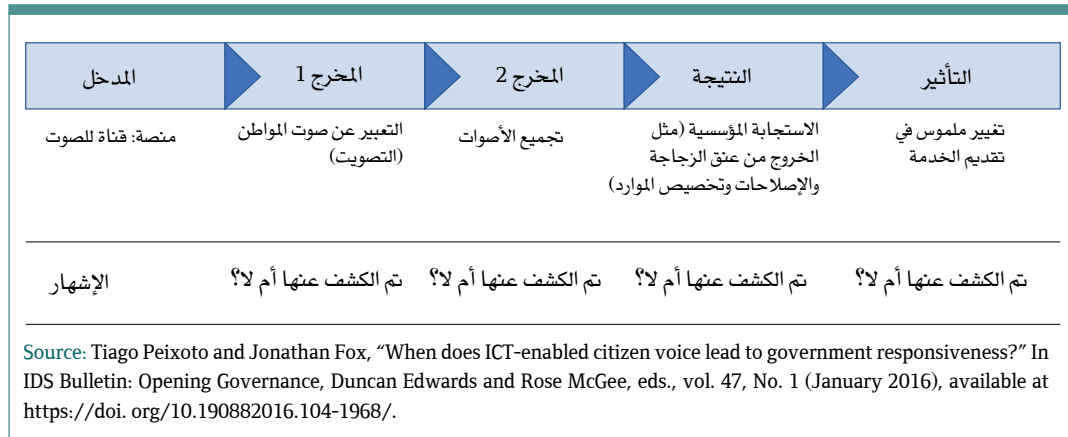 المدخل
المخرج 1
المخرج 2
النتيجة
التأثير
منصة: قناة للصوت
التعبير عن صوت المواطن
(التصويت)
تجميع الأصوات
الاستجابة المؤسسية (مثل
الخروج من عنق الزجاجة
والإصلاحات وتخصيص الموارد)
تغيير ملموس في
تقديم الخدمة
الإشهار
تم الكشف عنها أم لا؟
تم الكشف عنها أم لا؟
تم الكشف عنها أم لا؟
تم الكشف عنها أم لا؟
Source: Tiago Peixoto and Jonathan Fox, “When does ICT-enabled citizen voice lead to government responsiveness?” In
IDS Bulletin: Opening Governance, Duncan Edwards and Rose McGee, eds., vol. 47, No. 1 (January 2016), available at
https://doi. org/10.190882016.104-1968/.